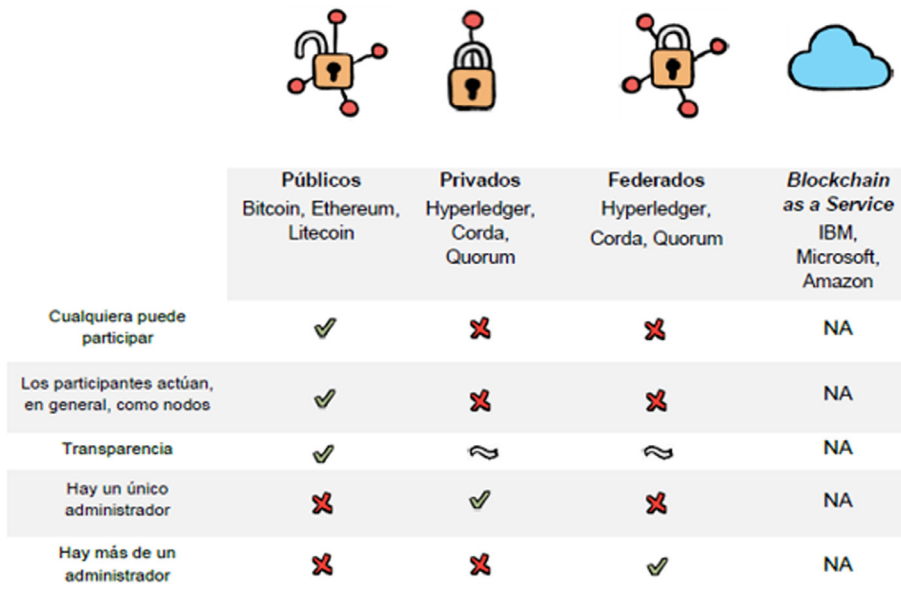 Públicos
Bitcoin, Ethereum,
Litecoin
Privados
Hyperledger,
Corda,
Quorum
Federados
Hyperledger,
Corda, Quorum
Blockchain
as a Service
IBM,
Microsoft,
Amazon
Cualquiera puede
participar
NA
Los participantes actúan,
en general, como nodos
NA
Transparencia
NA
Hay un único
administrador
NA
Hay más de un
administrador
NA